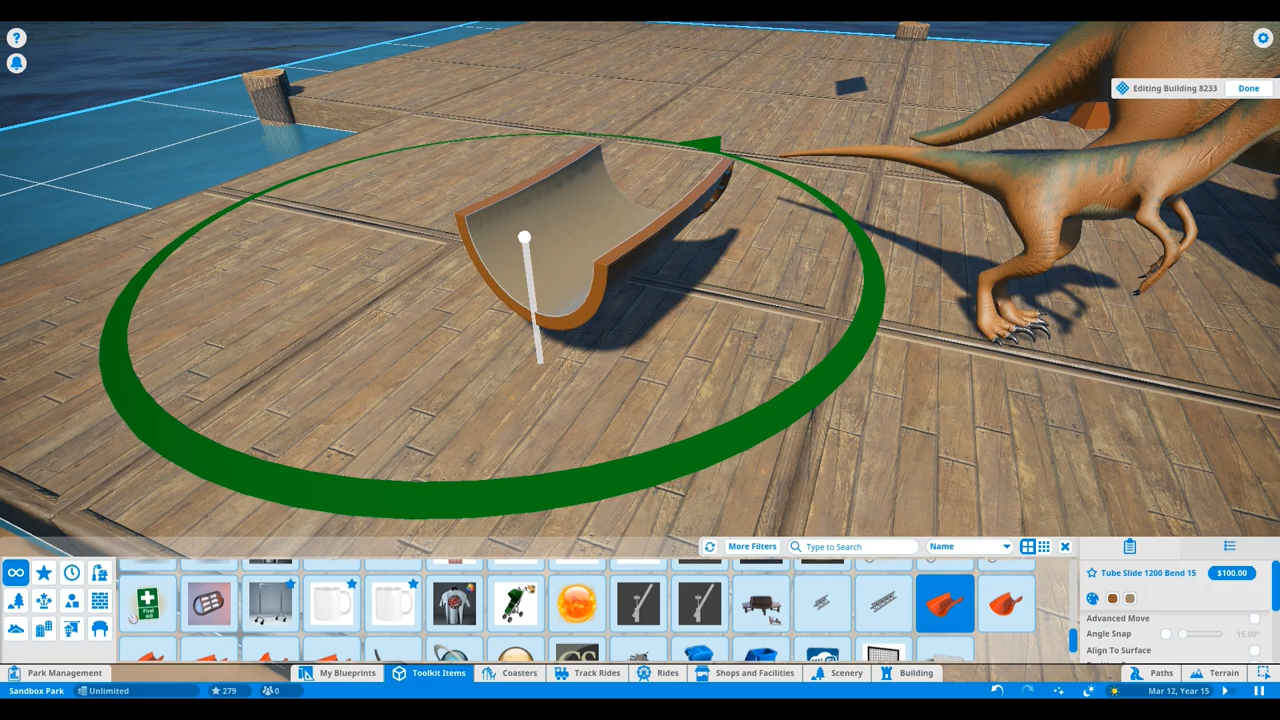 ?
Editing Building 8233 Done
More Filters Type to Search Name
First aid
Tube Slide 1200 Bend 15 $100.00
Advanced Move
Angle Snap 15.00°
Align To Surface
Park Management My Blueprints Toolkit Items Coasters Track Rides Rides Shops and Facilities Scenery Building Paths Terrain
Sandbox Park Unlimited 279 0 Mar 12, Year 15